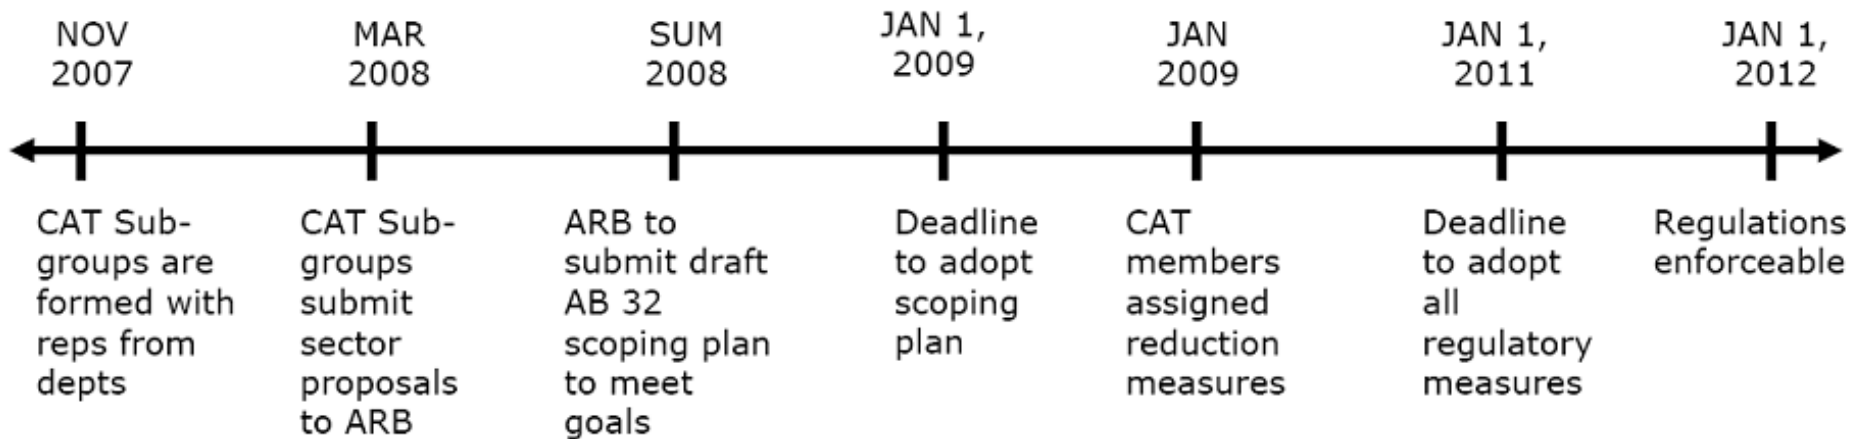 NOV
2007
MAR
2008
SUM
2008
JAN 1,
2009
JAN
2009
JAN 1,
2011
JAN 1,
2012
CAT Sub-
groups are
formed with
reps from
depts
CAT Sub-
groups
submit
sector
proposals
to ARB
ARB to
submit draft
AB 32
scoping plan
to meet
goals
Deadline
to adopt
scoping
plan
CAT
members
assigned
reduction
measures
Deadline
to adopt
all
regulatory
measures
Regulations
enforceable